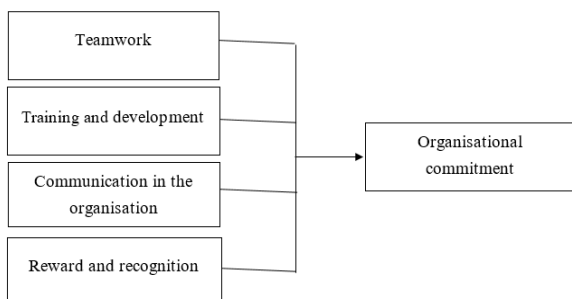 Teamwork
Training and development
Communication in the
organisation
Reward and recognition
Organisational
commitment